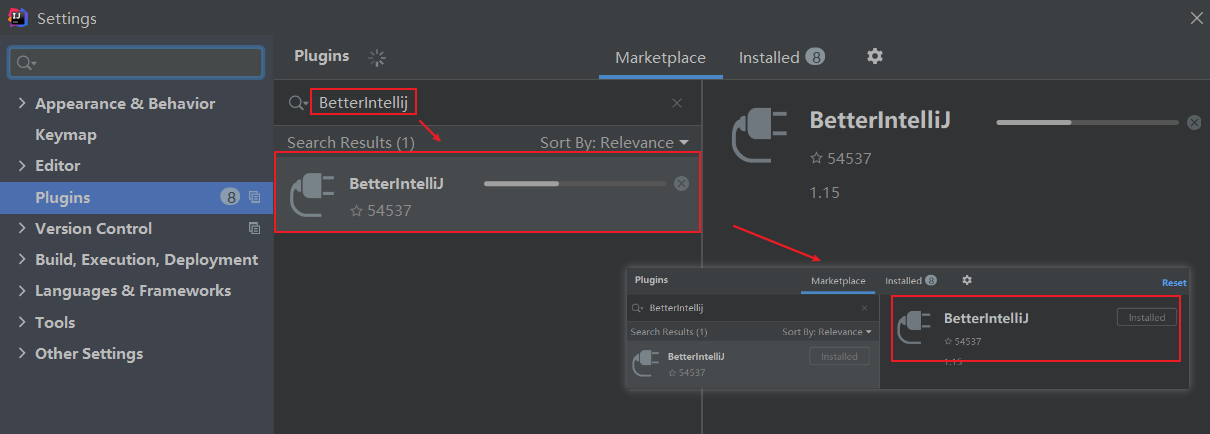 Settings
Plugins
Marketplace
Installed 8
Appearance & Behavior
Keymap
Editor
Plugins 8
Version Control
Build, Execution, Deployment
Languages & Frameworks
Tools
Other Settings
BetterIntellij
Search Results (1) Sort By: Relevance
BetterIntelliJ
54537
BetterIntelliJ
54537
1.15
Plugins Marketplace Installed 8 Reset
BetterIntellij
Search Results (1) Sort By: Relevance
BetterIntelliJ Installed
54537
BetterIntelliJ Installed
54537
1.15